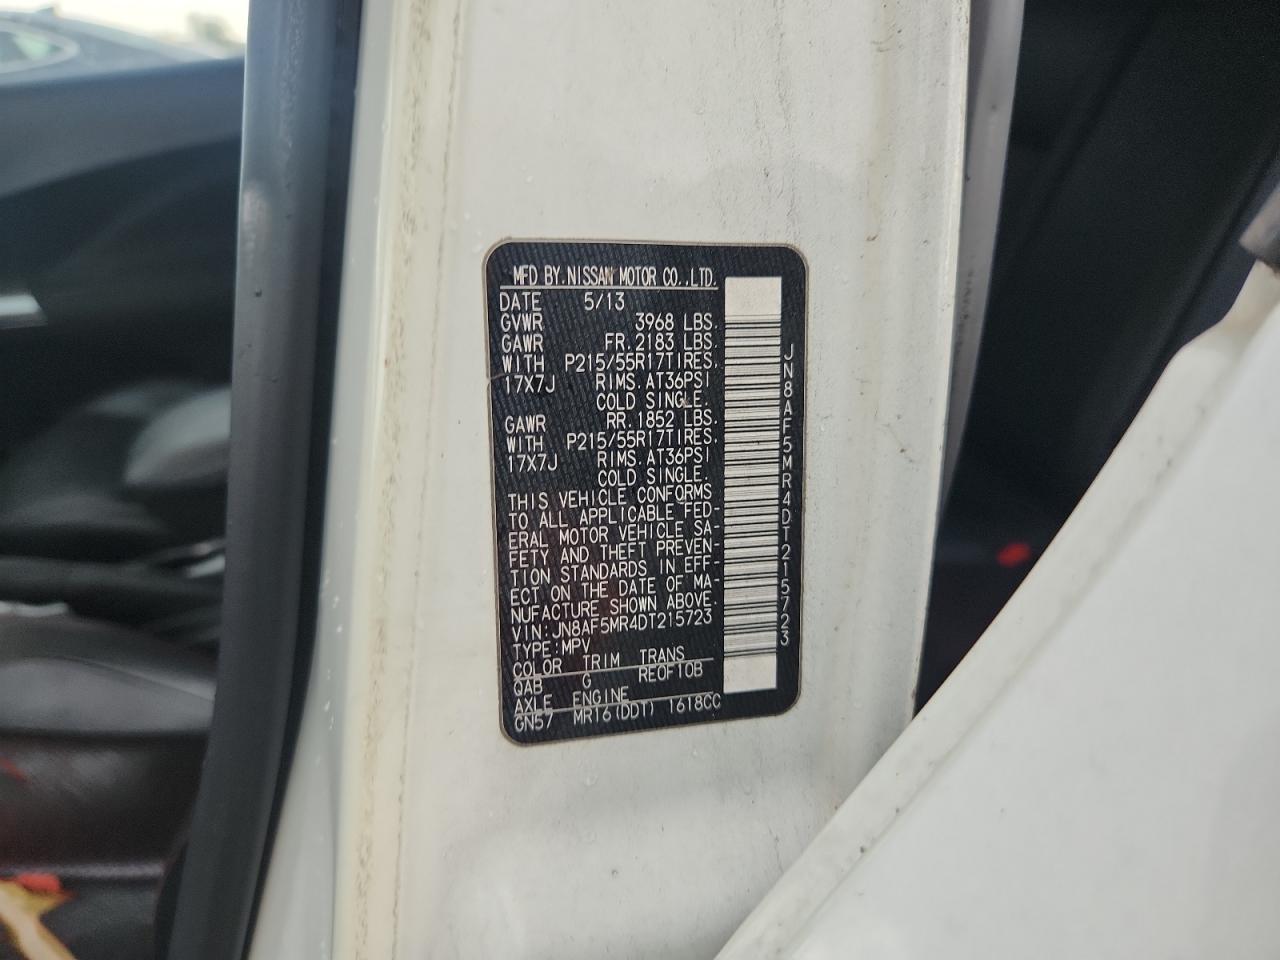 MFD BY.NISSAN MOTOR CO.,LTD.
DATE 5/13
GVWR 3968 LBS.
GAWR FR.2183 LBS.
WITH P215/55R17TIRES.
17X7J RIMS.AT36PSI
COLD SINGLE.
GAWR RR.1852 LBS.
WITH P215/55R17TIRES.
17X7J RIMS.AT36PSI
COLD SINGLE.
THIS VEHICLE CONFORMS
TO ALL APPLICABLE FED-
ERAL MOTOR VEHICLE SA-
FETY AND THEFT PREVEN-
TION STANDARDS IN EFF-
ECT ON THE DATE OF MA-
NUFACTURE SHOWN ABOVE.
VIN:JN8AF5MR4DT215723
TYPE:MPV
COLOR TRIM TRANS
QAB G RE0F10B
AXLE ENGINE
GN57 MR16(DDT) 1618CC
JN8AF5MR4DT215723